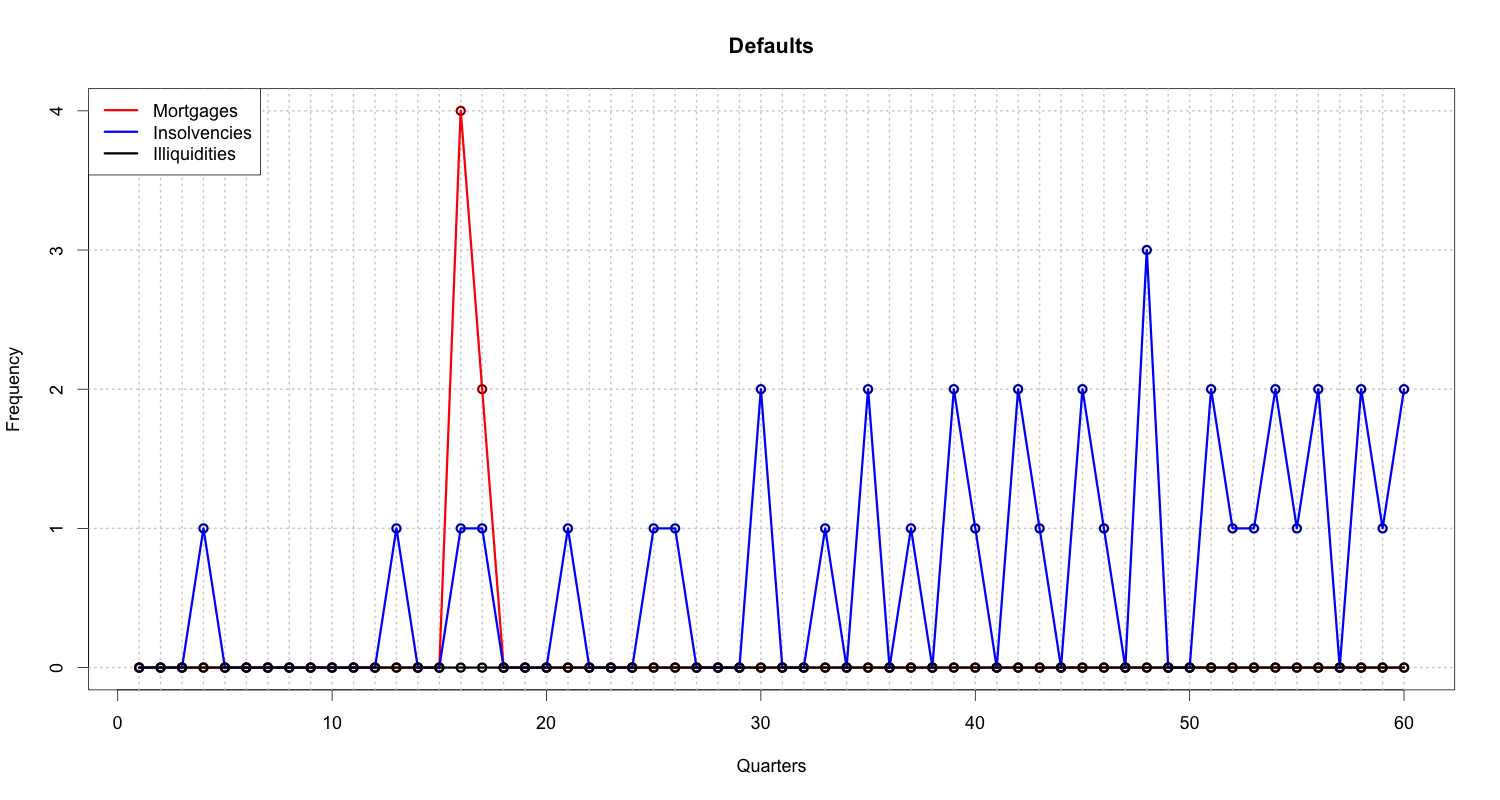 Defaults
Mortgages
Insolvencies
Illiquidities
Frequency
4
3
2
1
0
0 10 20 30 40 50 60
Quarters